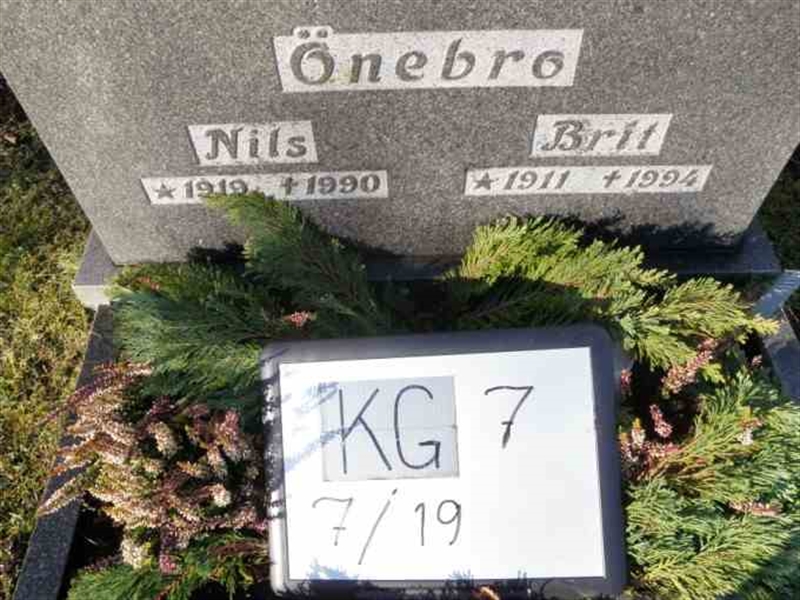 Önebro
Nils Brit
★ 1919 † 1990 ★ 1911 † 1994
KG 7
7/19